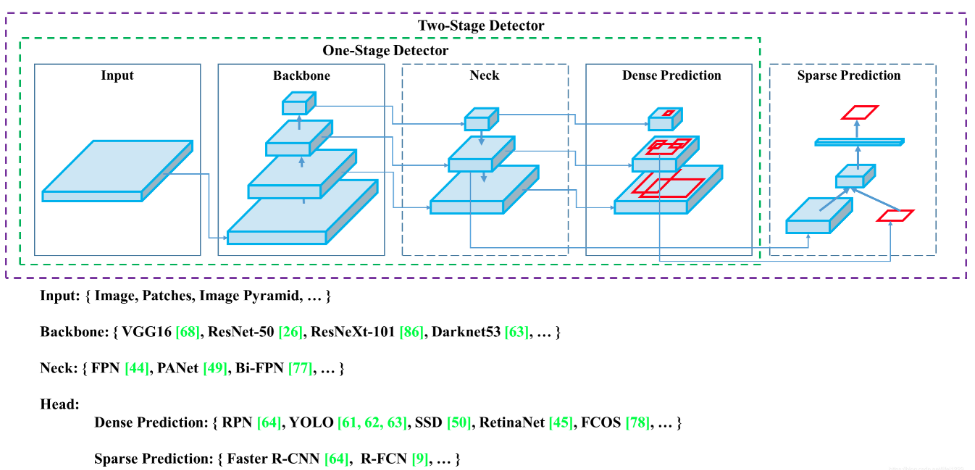 Two-Stage Detector
One-Stage Detector
Input
Backbone
Neck
Dense Prediction
Sparse Prediction
Input: { Image, Patches, Image Pyramid, … }
Backbone: { VGG16 [68], ResNet-50 [26], ResNeXt-101 [86], Darknet53 [63], … }
Neck: { FPN [44], PANet [49], Bi-FPN [77], … }
Head:
Dense Prediction: { RPN [64], YOLO [61, 62, 63], SSD [50], RetinaNet [45], FCOS [78], … }
Sparse Prediction: { Faster R-CNN [64], R-FCN [9], … }